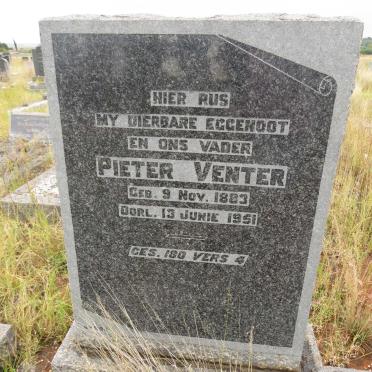 HIER RUS
MY DIERBARE EGGENOOT
EN ONS VADER
PIETER VENTER
GEB. 9 NOV. 1883
OORL. 13 JUNIE 1951
GES. 180 VERS 4